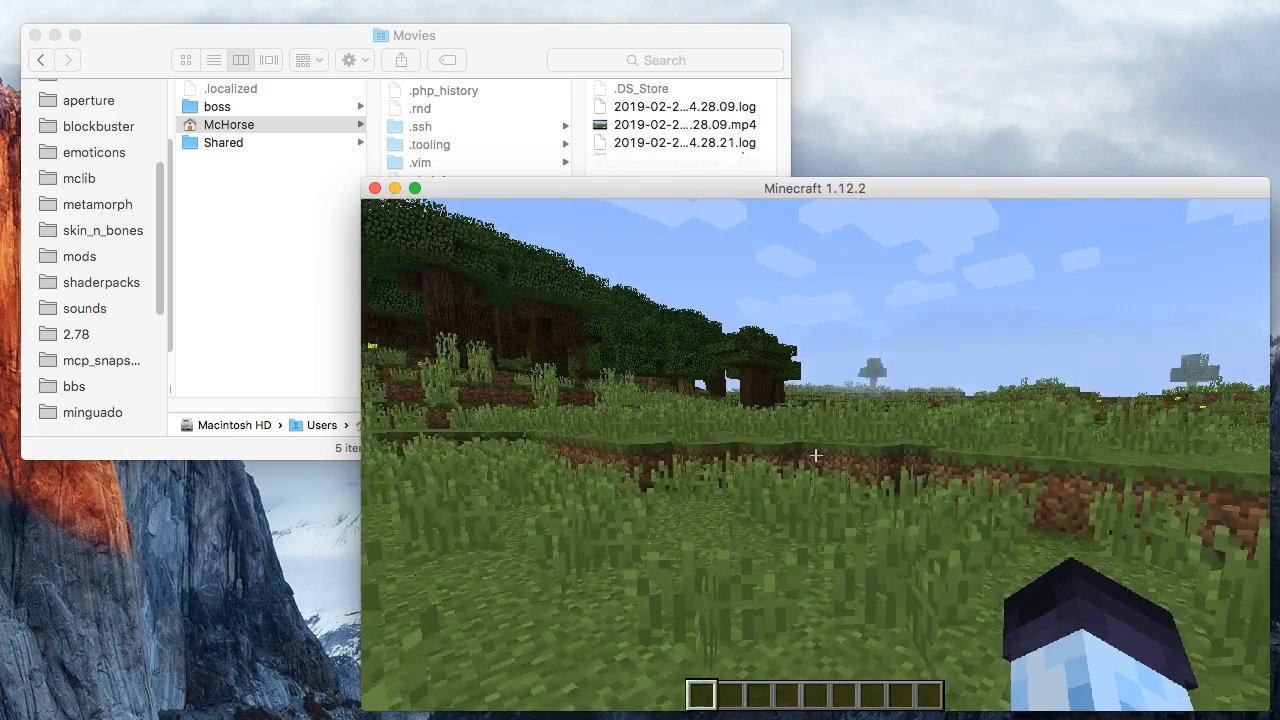 Movies
Search
aperture
blockbuster
emoticons
mclib
metamorph
skin_n_bones
mods
shaderpacks
sounds
2.78
mcp_snaps...
bbs
minguado
.localized
boss
McHorse
Shared
.php_history
.rnd
.ssh
.tooling
.vim
.DS_Store
2019-02-2...4.28.09.log
2019-02-2....28.09.mp4
2019-02-2...4.28.21.log
Macintosh HD › Users ›
Minecraft 1.12.2